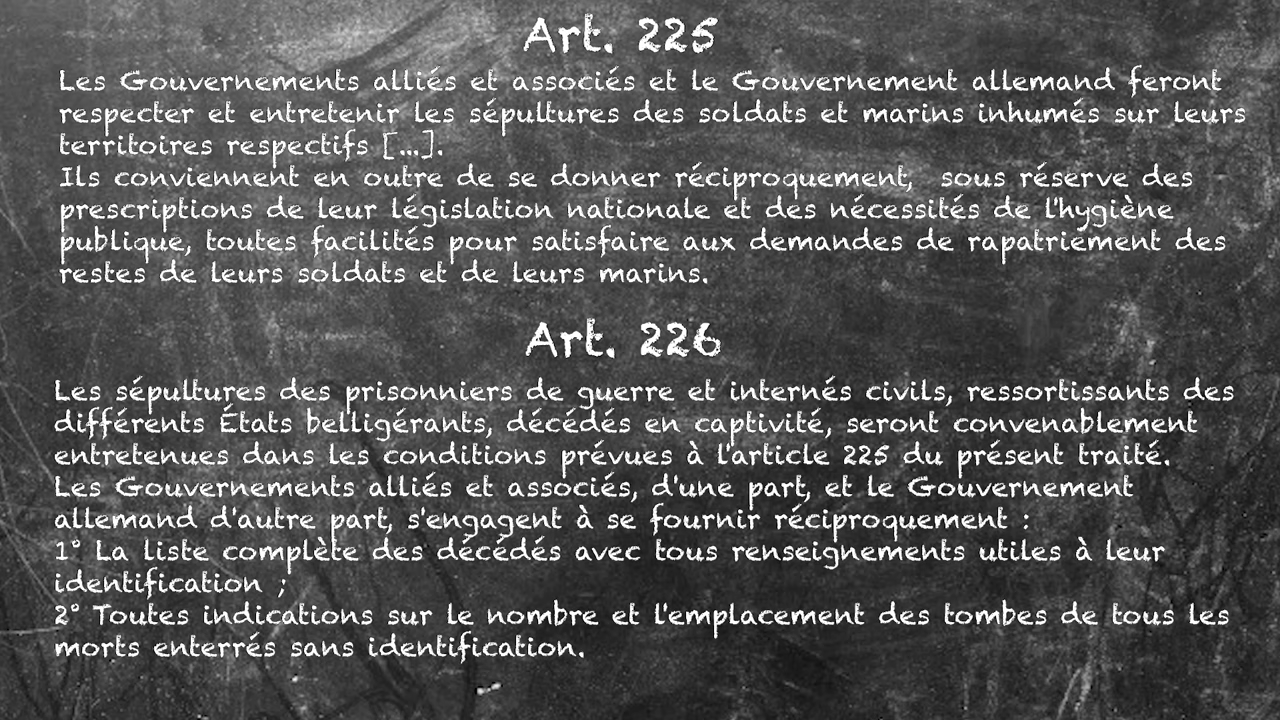 Art. 225
Les Gouvernements alliés et associés et le Gouvernement allemand feront
respecter et entretenir les sépultures des soldats et marins inhumés sur leurs
territoires respectifs [...].
Ils conviennent en outre de se donner réciproquement, sous réserve des
prescriptions de leur législation nationale et des nécessités de l'hygiène
publique, toutes facilités pour satisfaire aux demandes de rapatriement des
restes de leurs soldats et de leurs marins.
Art. 226
Les sépultures des prisonniers de guerre et internés civils, ressortissants des
différents États belligérants, décédés en captivité, seront convenablement
entretenues dans les conditions prévues à l'article 225 du présent traité.
Les Gouvernements alliés et associés, d'une part, et le Gouvernement
allemand d'autre part, s'engagent à se fournir réciproquement :
1° La liste complète des décédés avec tous renseignements utiles à leur
identification ;
2° Toutes indications sur le nombre et l'emplacement des tombes de tous les
morts enterrés sans identification.